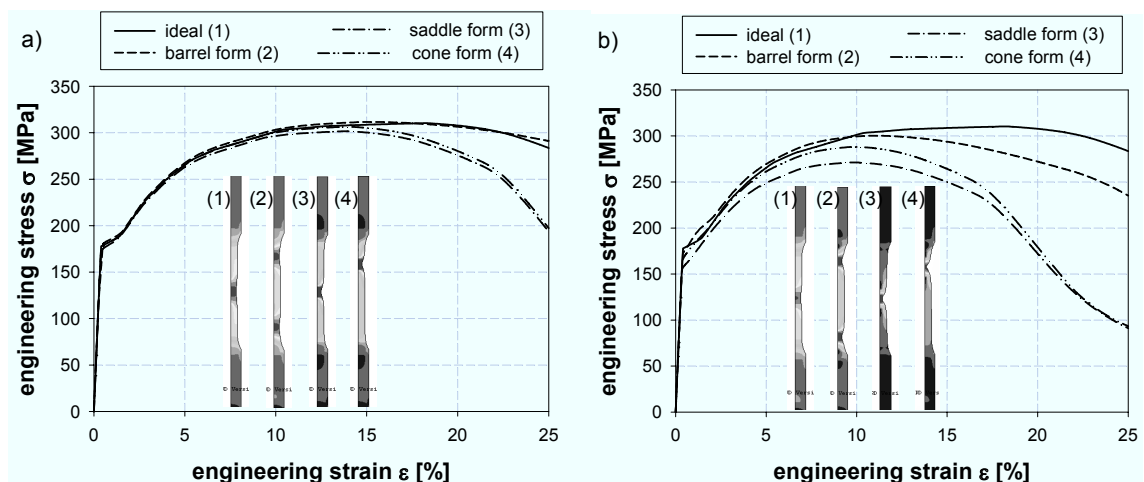 a)
ideal (1) saddle form (3)
barrel form (2) cone form (4)
350
300
250
200
150
100
50
0
engineering stress σ [MPa]
(1) (2) (3) (4)
0 5 10 15 20 25
engineering strain ε [%]
b)
ideal (1) saddle form (3)
barrel form (2) cone form (4)
350
300
250
200
150
100
50
0
engineering stress σ [MPa]
(1) (2) (3) (4)
0 5 10 15 20 25
engineering strain ε [%]